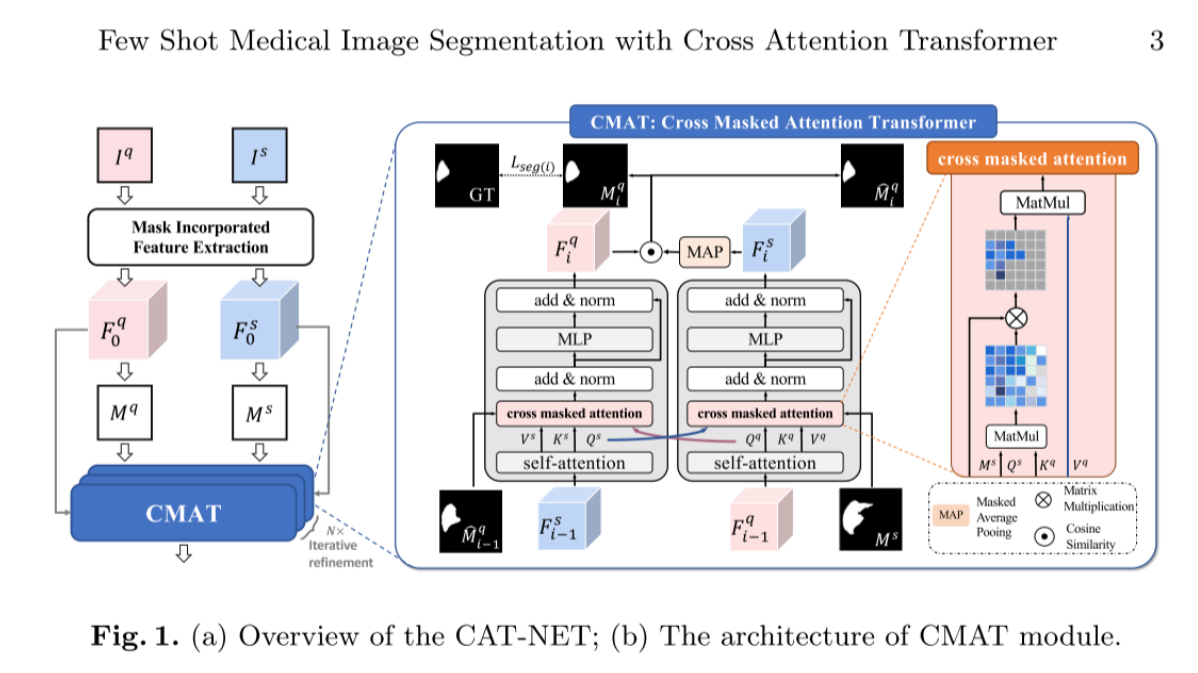 Few Shot Medical Image Segmentation with Cross Attention Transformer 3
I^q
I^s
Mask Incorporated
Feature Extraction
F_0^q
F_0^s
M^q
M^s
CMAT
N×
Iterative
refinement
CMAT: Cross Masked Attention Transformer
GT
L_seg(i)
M_i^q
M̂_i^q
F_i^q
MAP
F_i^s
add & norm
MLP
add & norm
cross masked attention
V^s K^s Q^s
self-attention
M̂_{i-1}^q
F_{i-1}^s
add & norm
MLP
add & norm
cross masked attention
Q^q K^q V^q
self-attention
F_{i-1}^q
M^s
cross masked attention
MatMul
MatMul
M^s Q^s K^q V^q
MAP
Masked
Average
Pooing
Matrix
Multiplication
Cosine
Similarity
Fig. 1. (a) Overview of the CAT-NET; (b) The architecture of CMAT module.